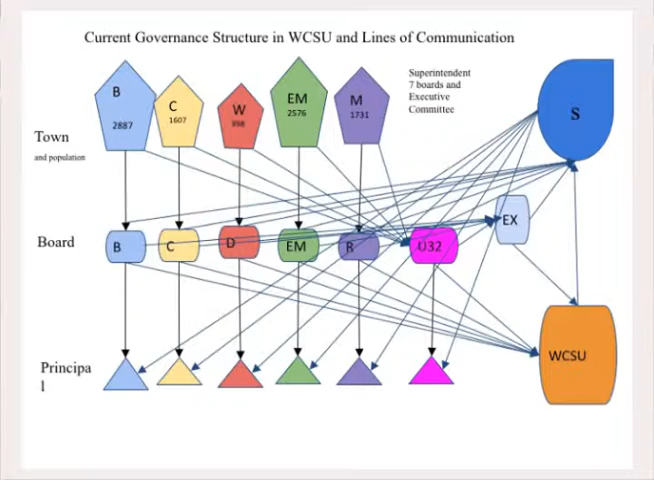 Current Governance Structure in WCSU and Lines of Communication
Superintendent
7 boards and
Executive
Committee
B
2887
C
1607
W
898
EM
2576
M
1731
S
Town
and population
Board
B
C
D
EM
R
U32
EX
Principa
l
WCSU